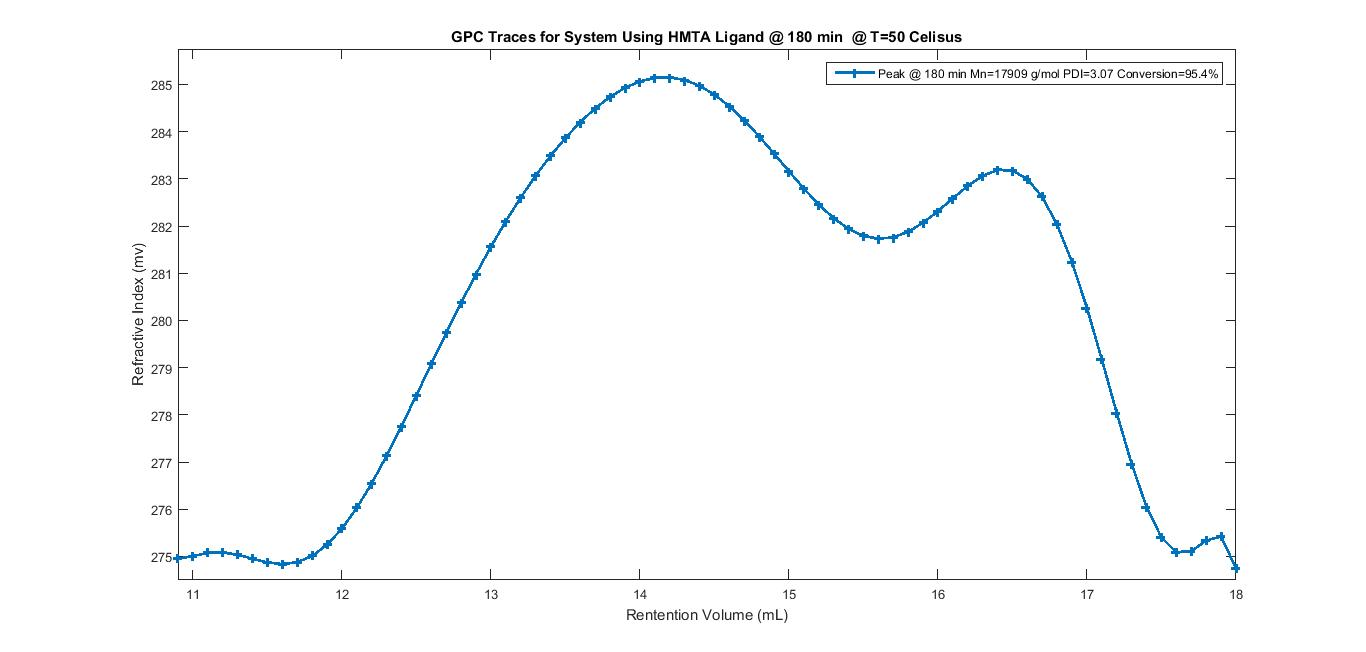 GPC Traces for System Using HMTA Ligand @ 180 min @ T=50 Celisus
Peak @ 180 min Mn=17909 g/mol PDI=3.07 Conversion=95.4%
285
284
283
282
281
280
279
278
277
276
275
Refractive Index (mv)
11 12 13 14 15 16 17 18
Rentention Volume (mL)